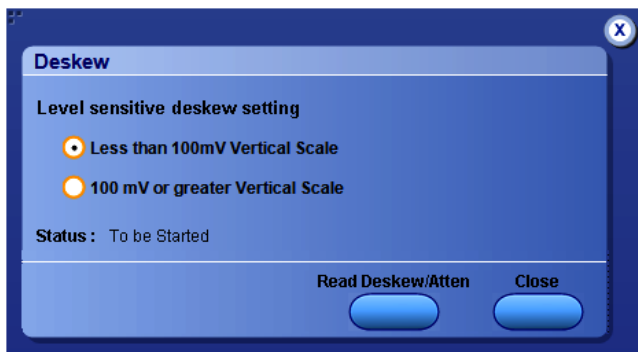 X
Deskew
Level sensitive deskew setting
Less than 100mV Vertical Scale
100 mV or greater Vertical Scale
Status : To be Started
Read Deskew/Atten Close